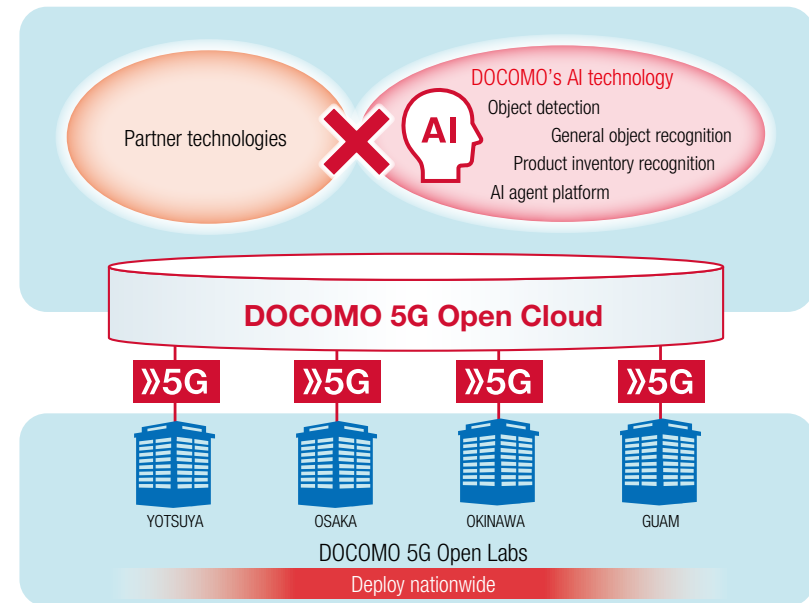 DOCOMO's AI technology
Partner technologies
AI
Object detection
General object recognition
Product inventory recognition
AI agent platform
DOCOMO 5G Open Cloud
5G 5G 5G 5G
YOTSUYA OSAKA OKINAWA GUAM
DOCOMO 5G Open Labs
Deploy nationwide